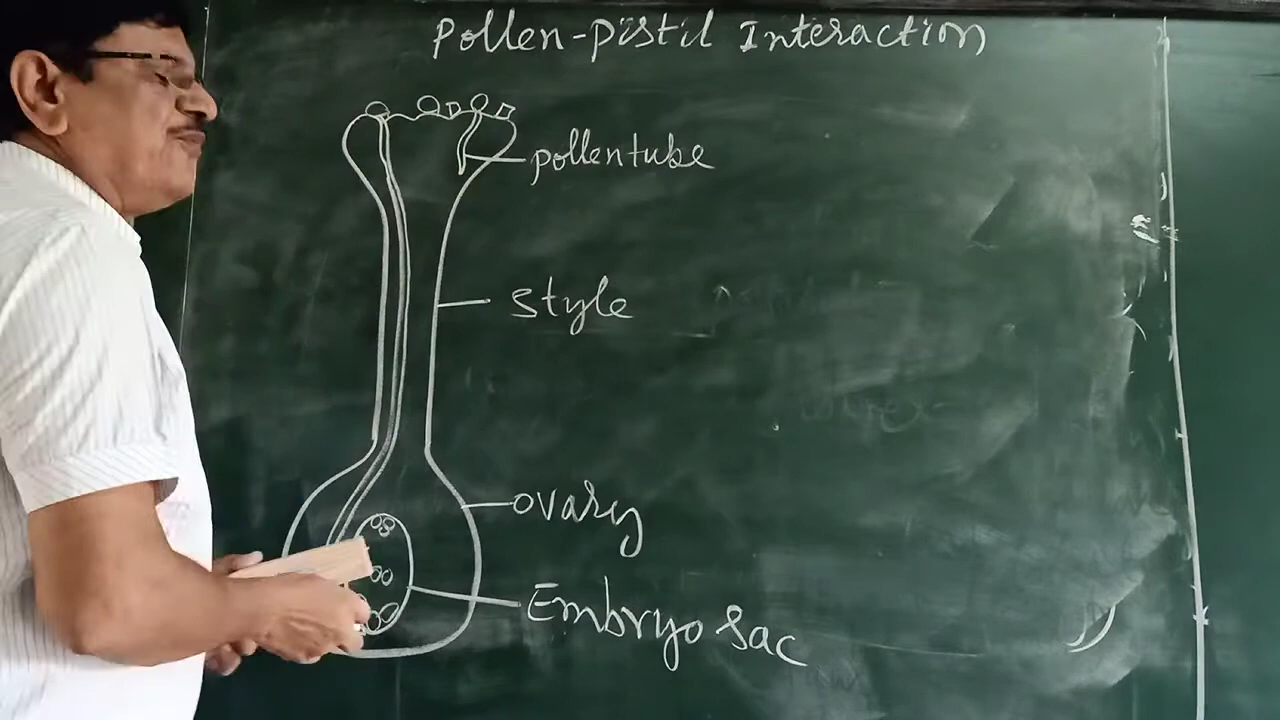 Pollen-Pistil Interaction
pollentube
style
ovary
Embryo Sac